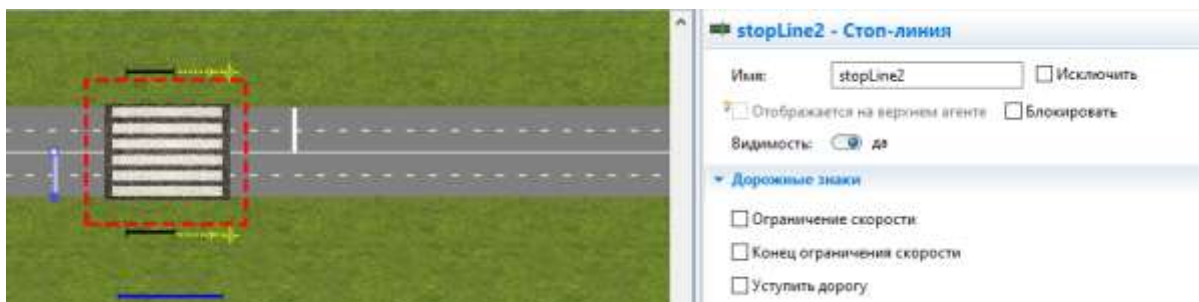 stopLine2 - Стоп-линия
Имя: stopLine2 Исключить
Отображается на верхнем агенте Блокировать
Видимость: да
Дорожные знаки
Ограничение скорости
Конец ограничения скорости
Уступить дорогу